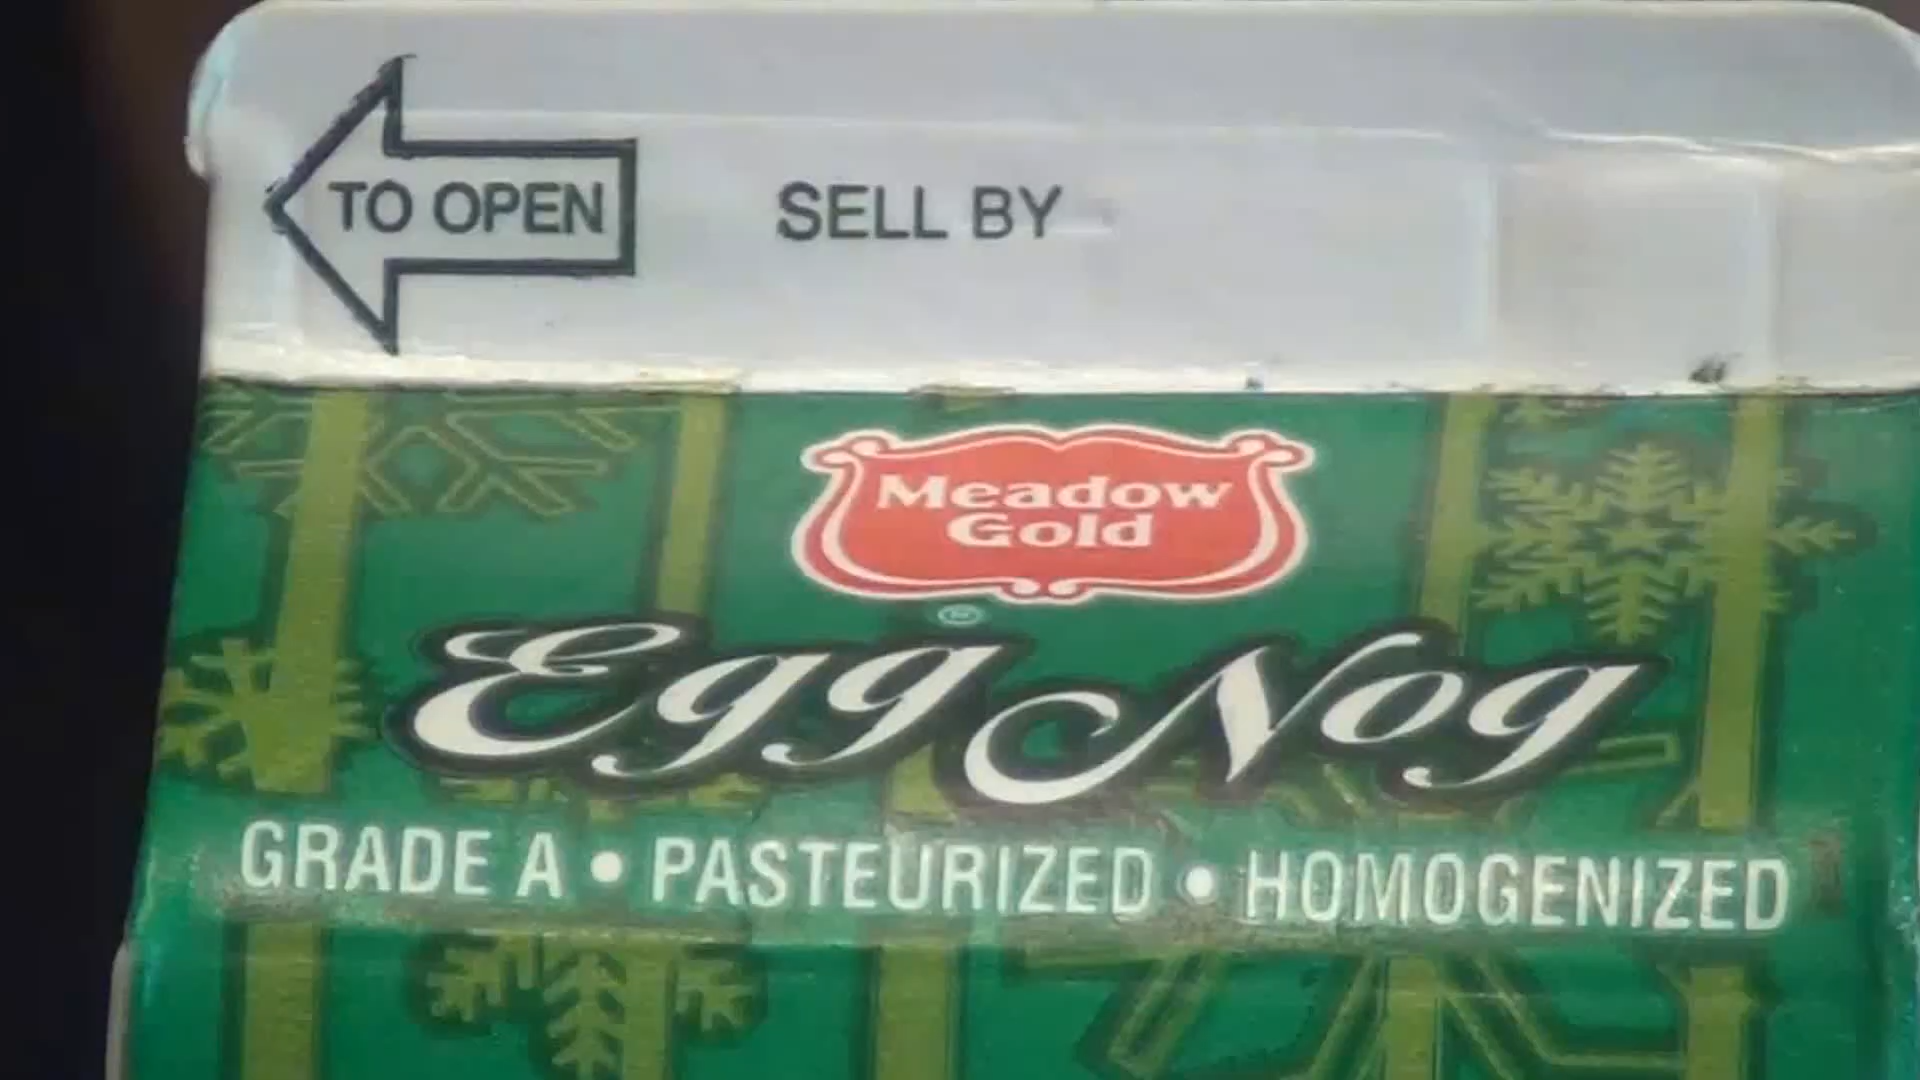 TO OPEN
SELL BY
Meadow
Gold
®
Egg Nog
GRADE A • PASTEURIZED • HOMOGENIZED